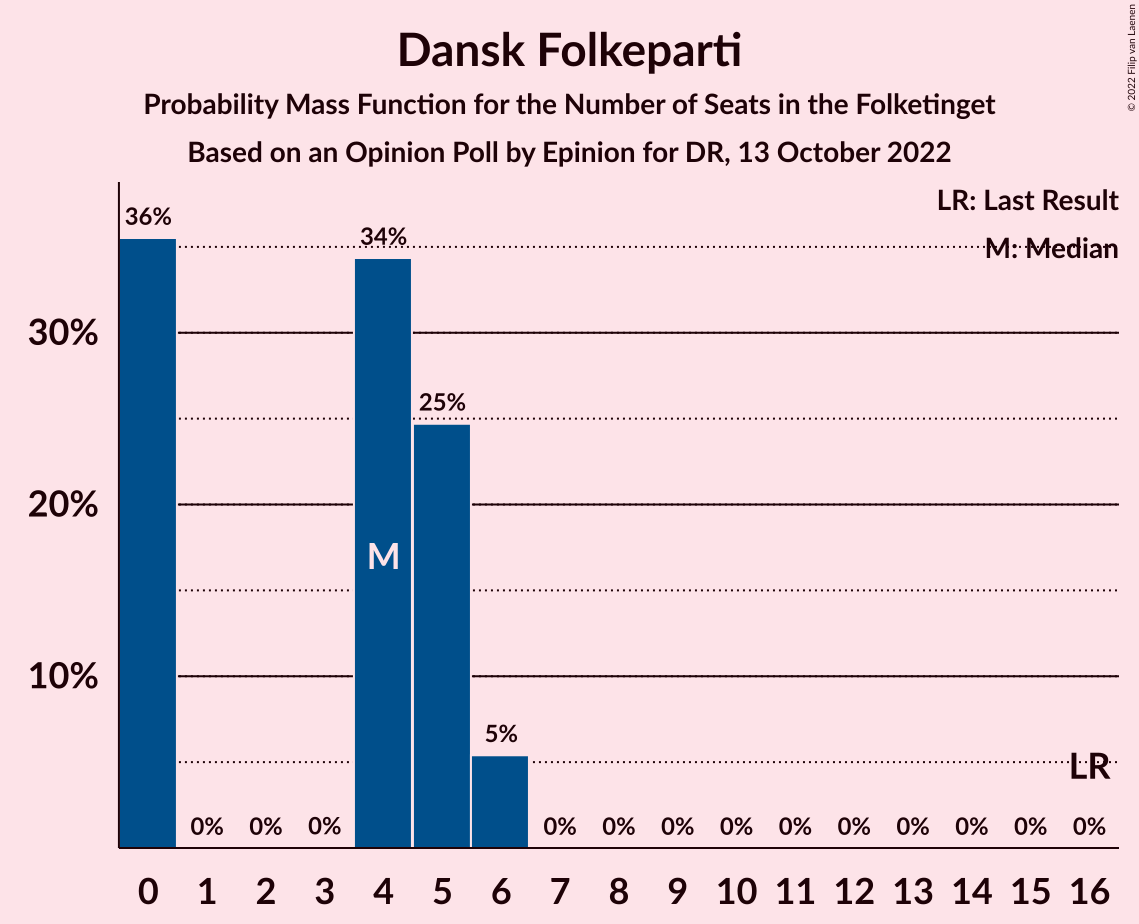 Dansk Folkeparti
Probability Mass Function for the Number of Seats in the Folketinget
Based on an Opinion Poll by Epinion for DR, 13 October 2022
© 2022 Filip van Laenen
LR: Last Result
M: Median
36%
34%
30%
25%
20%
M
10%
5%
LR
0% 0% 0% 0% 0% 0% 0% 0% 0% 0% 0% 0% 0%
0 1 2 3 4 5 6 7 8 9 10 11 12 13 14 15 16